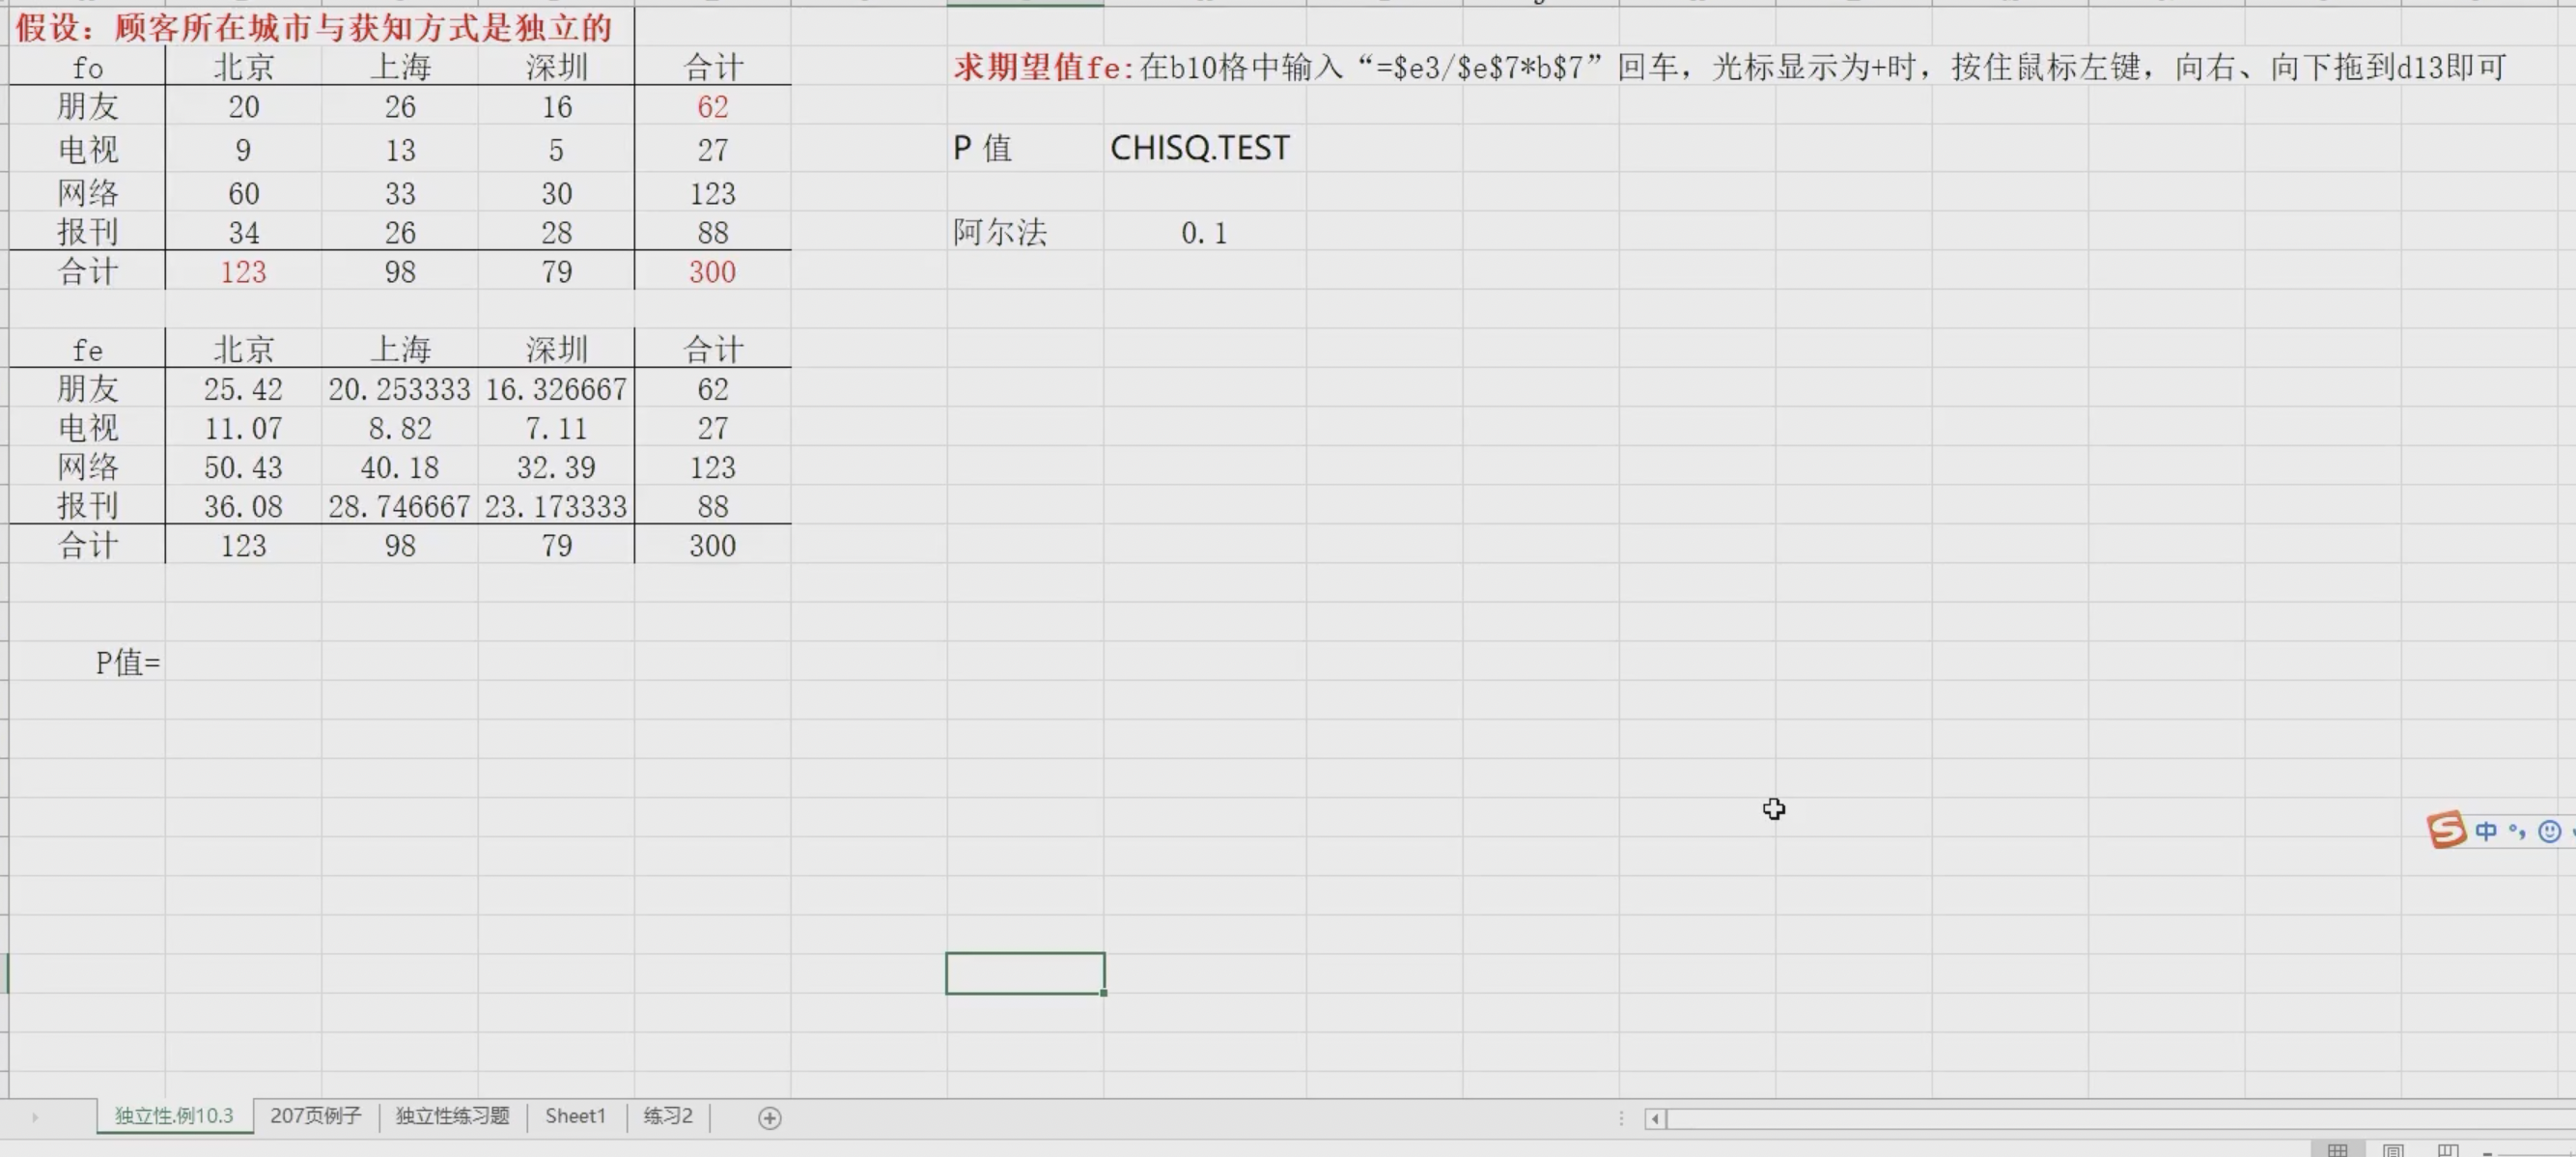 假设：顾客所在城市与获知方式是独立的
fo 北京 上海 深圳 合计 求期望值fe:在b10格中输入“=$e3/$e$7*b$7”回车，光标显示为+时，按住鼠标左键，向右、向下拖到d13即可
朋友 20 26 16 62
电视 9 13 5 27 P 值 CHISQ.TEST
网络 60 33 30 123
报刊 34 26 28 88 阿尔法 0.1
合计 123 98 79 300
fe 北京 上海 深圳 合计
朋友 25.42 20.253333 16.326667 62
电视 11.07 8.82 7.11 27
网络 50.43 40.18 32.39 123
报刊 36.08 28.746667 23.173333 88
合计 123 98 79 300
P值=
中 °,
独立性.例10.3 207页例子 独立性练习题 Sheet1 练习2